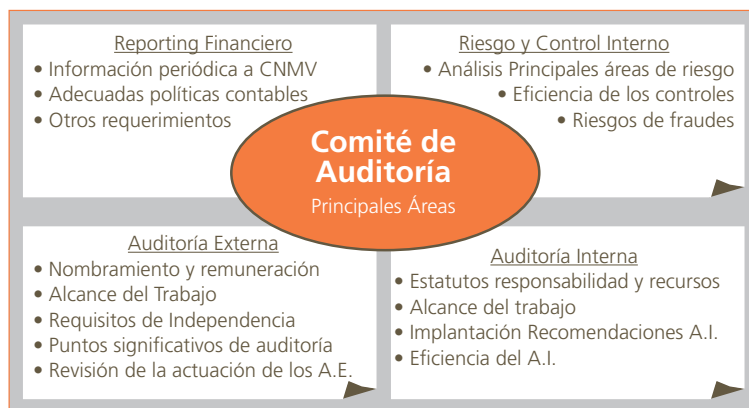 Reporting Financiero
• Información periódica a CNMV
• Adecuadas políticas contables
• Otros requerimientos
Riesgo y Control Interno
• Análisis Principales áreas de riesgo
• Eficiencia de los controles
• Riesgos de fraudes
Comité de
Auditoría
Principales Áreas
Auditoría Externa
• Nombramiento y remuneración
• Alcance del Trabajo
• Requisitos de Independencia
• Puntos significativos de auditoría
• Revisión de la actuación de los A.E.
Auditoría Interna
• Estatutos responsabilidad y recursos
• Alcance del trabajo
• Implantación Recomendaciones A.I.
• Eficiencia del A.I.